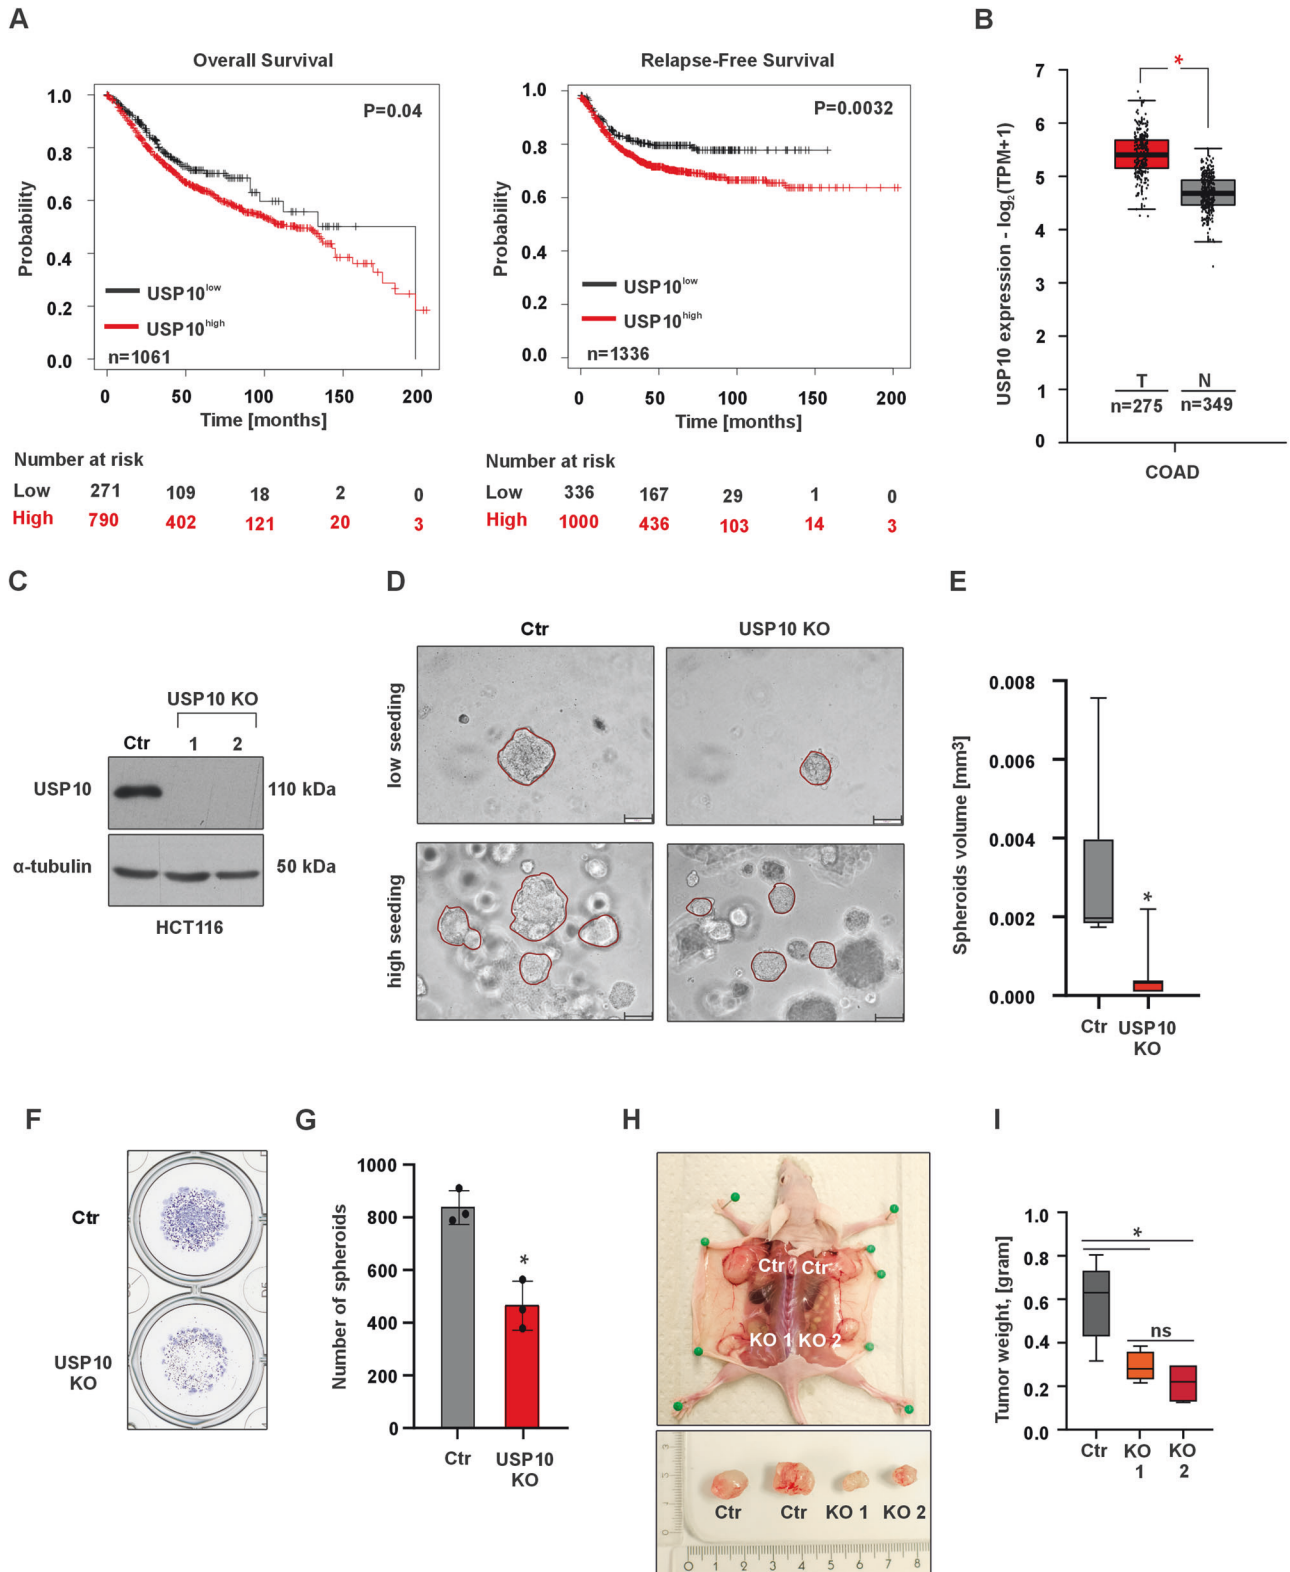 A
Overall Survival
P=0.04
Probability
1.0
0.8
0.6
0.4
0.2
0.0
USP10low
USP10high
n=1061
0 50 100 150 200
Time [months]
Number at risk
Low 271 109 18 2 0
High 790 402 121 20 3
Relapse-Free Survival
P=0.0032
Probability
1.0
0.8
0.6
0.4
0.2
0.0
USP10low
USP10high
n=1336
0 50 100 150 200
Time [months]
Number at risk
Low 336 167 29 1 0
High 1000 436 103 14 3
B
USP10 expression - log2(TPM+1)
7
6
5
4
3
2
1
0
*
T N
n=275 n=349
COAD
C
USP10 KO
Ctr 1 2
USP10 110 kDa
α-tubulin 50 kDa
HCT116
D
Ctr USP10 KO
low seeding
high seeding
E
Spheroids volume [mm³]
0.008
0.006
0.004
0.002
0.000
*
Ctr USP10
KO
F
Ctr
USP10
KO
G
Number of spheroids
1000
800
600
400
200
0
*
Ctr USP10
KO
H
Ctr Ctr
KO 1 KO 2
Ctr Ctr KO 1 KO 2
0 1 2 3 4 5 6 7 8
I
Tumor weight, [gram]
1.0
0.8
0.6
0.4
0.2
0.0
*
ns
Ctr KO KO
1 2